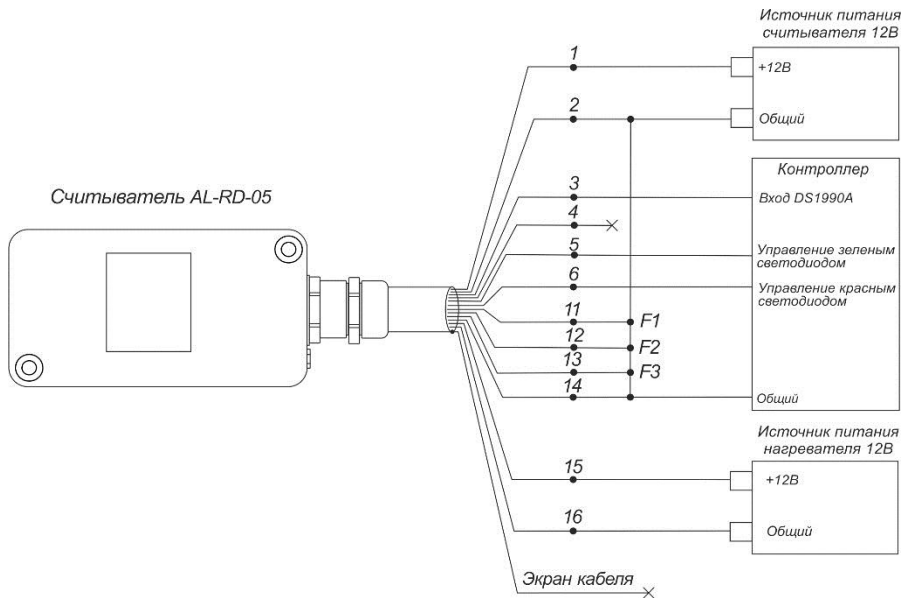 Источник питания
считывателя 12В
1
+12В
2
Общий
Контроллер
Считыватель AL-RD-05
3
Вход DS1990A
4
5
Управление зеленым
светодиодом
6
Управление красным
светодиодом
11
F1
12
F2
13
F3
14
Общий
Источник питания
нагревателя 12В
15
+12В
16
Общий
Экран кабеля